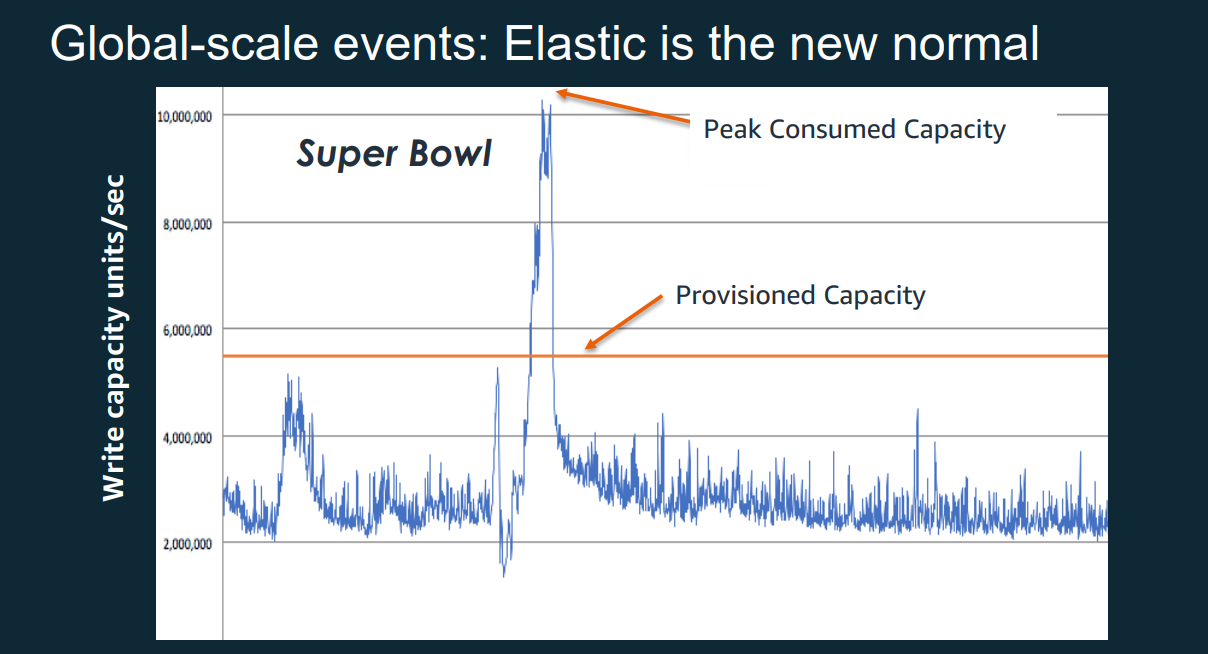 Global-scale events: Elastic is the new normal
10,000,000
Peak Consumed Capacity
Super Bowl
8,000,000
Write capacity units/sec
Provisioned Capacity
6,000,000
4,000,000
2,000,000